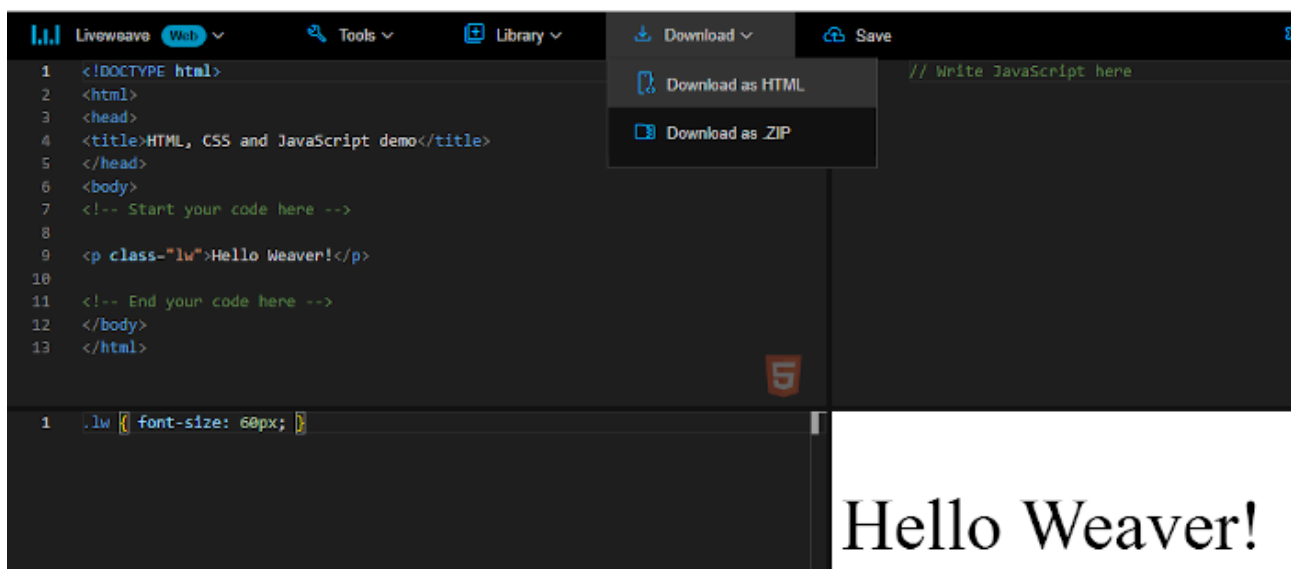 Liveweave Web Tools Library Download Save
Download as HTML
Download as .ZIP
1 <!DOCTYPE html>
2 <html>
3 <head>
4 <title>HTML, CSS and JavaScript demo</title>
5 </head>
6 <body>
7 <!-- Start your code here -->
8
9 <p class="lw">Hello Weaver!</p>
10
11 <!-- End your code here -->
12 </body>
13 </html>
5
// Write JavaScript here
1 .lw { font-size: 60px; }
Hello Weaver!